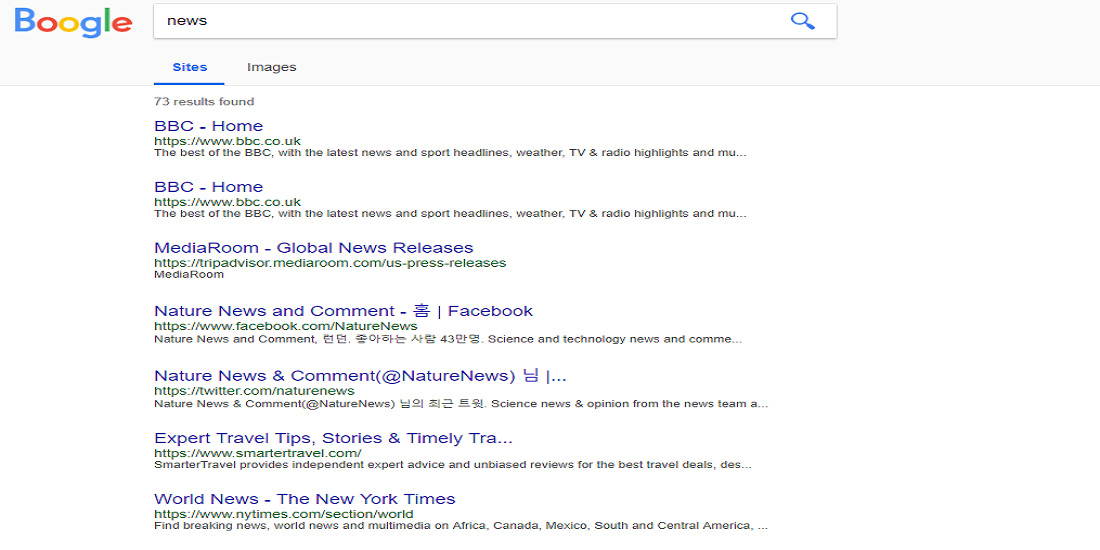 Boogle
news
Sites Images
73 results found
BBC - Home
https://www.bbc.co.uk
The best of the BBC, with the latest news and sport headlines, weather, TV & radio highlights and mu...
BBC - Home
https://www.bbc.co.uk
The best of the BBC, with the latest news and sport headlines, weather, TV & radio highlights and mu...
MediaRoom - Global News Releases
https://tripadvisor.mediaroom.com/us-press-releases
MediaRoom
Nature News and Comment - 홈 | Facebook
https://www.facebook.com/NatureNews
Nature News and Comment, 런던. 좋아하는 사람 43만명. Science and technology news and comme...
Nature News & Comment(@NatureNews) 님 |...
https://twitter.com/naturenews
Nature News & Comment(@NatureNews) 님의 최근 트윗. Science news & opinion from the news team a...
Expert Travel Tips, Stories & Timely Tra...
https://www.smartertravel.com/
SmarterTravel provides independent expert advice and unbiased reviews for the best travel deals, des...
World News - The New York Times
https://www.nytimes.com/section/world
Find breaking news, world news and multimedia on Africa, Canada, Mexico, South and Central America, ...